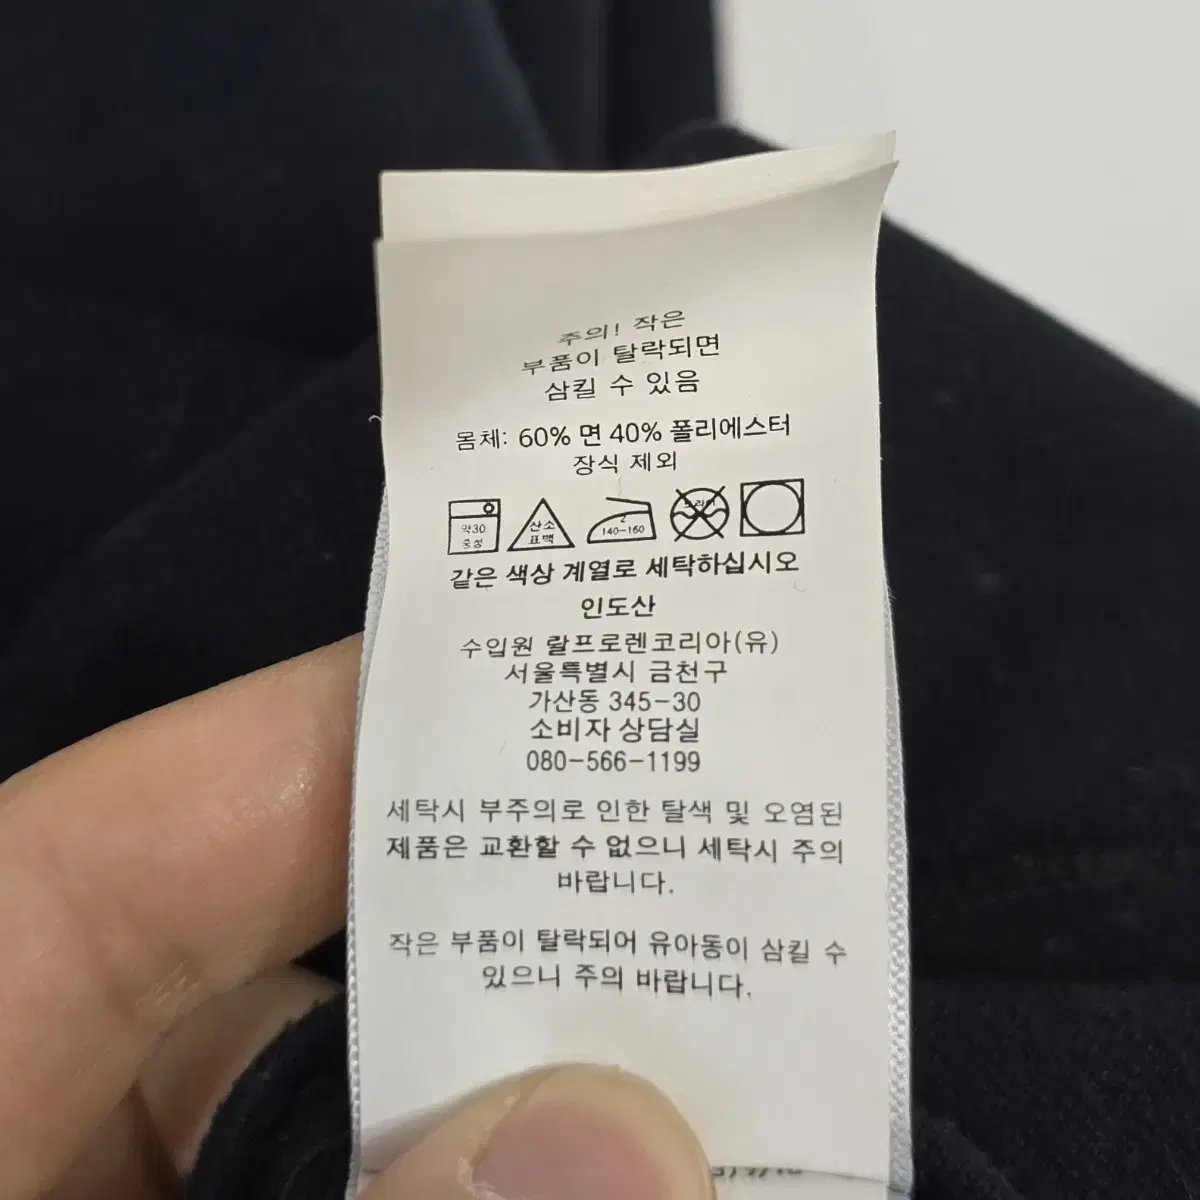 주의! 작은
부품이 탈락되면
삼킬 수 있음
몸체: 60% 면 40% 폴리에스터
장식 제외
약30
중성
산소
표백
2
140-160
드라이
같은 색상 계열로 세탁하십시오
인도산
수입원 랄프로렌코리아(유)
서울특별시 금천구
가산동 345-30
소비자 상담실
080-566-1199
세탁시 부주의로 인한 탈색 및 오염된
제품은 교환할 수 없으니 세탁시 주의
바랍니다.
작은 부품이 탈락되어 유아동이 삼킬 수
있으니 주의 바랍니다.